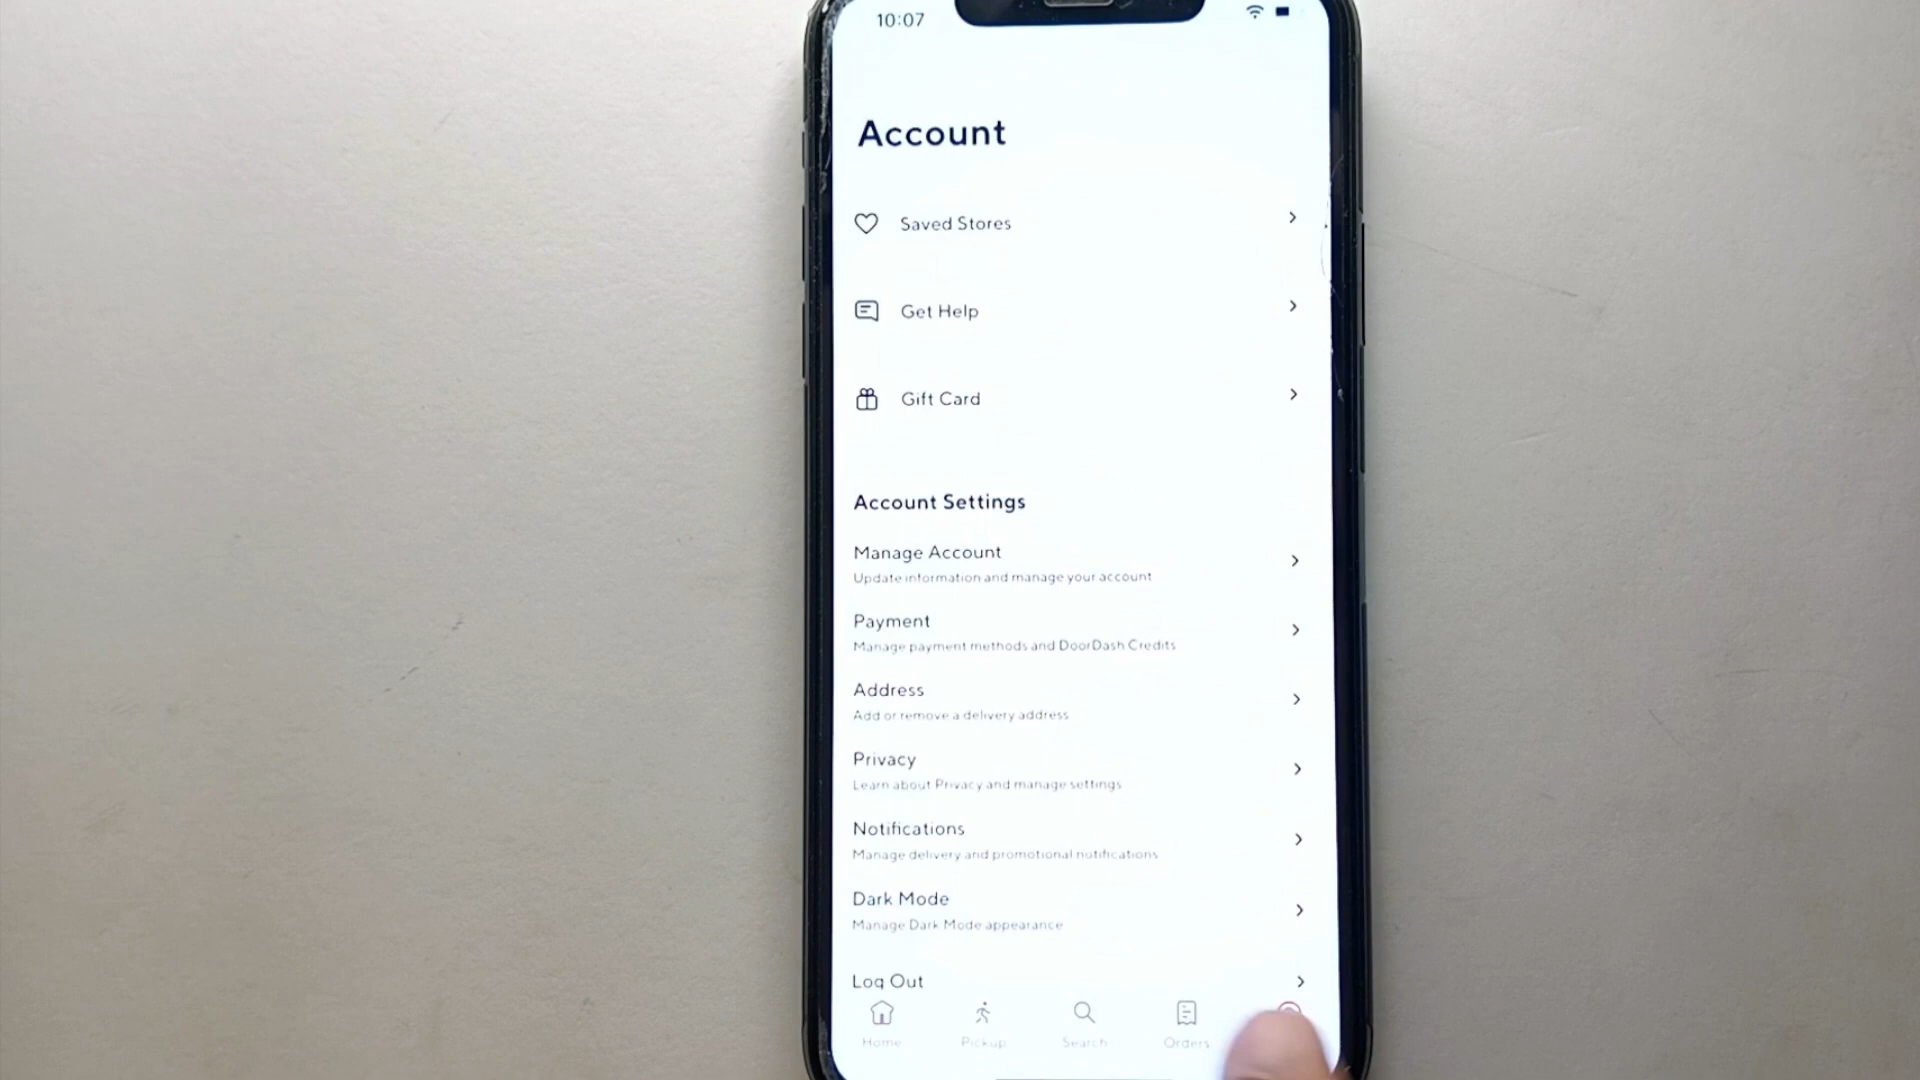 10:07
Account
Saved Stores
Get Help
Gift Card
Account Settings
Manage Account
Update information and manage your account
Payment
Manage payment methods and DoorDash Credits
Address
Add or remove a delivery address
Privacy
Learn about Privacy and manage settings
Notifications
Manage delivery and promotional notifications
Dark Mode
Manage Dark Mode appearance
Log Out
Home Pickup Search Orders